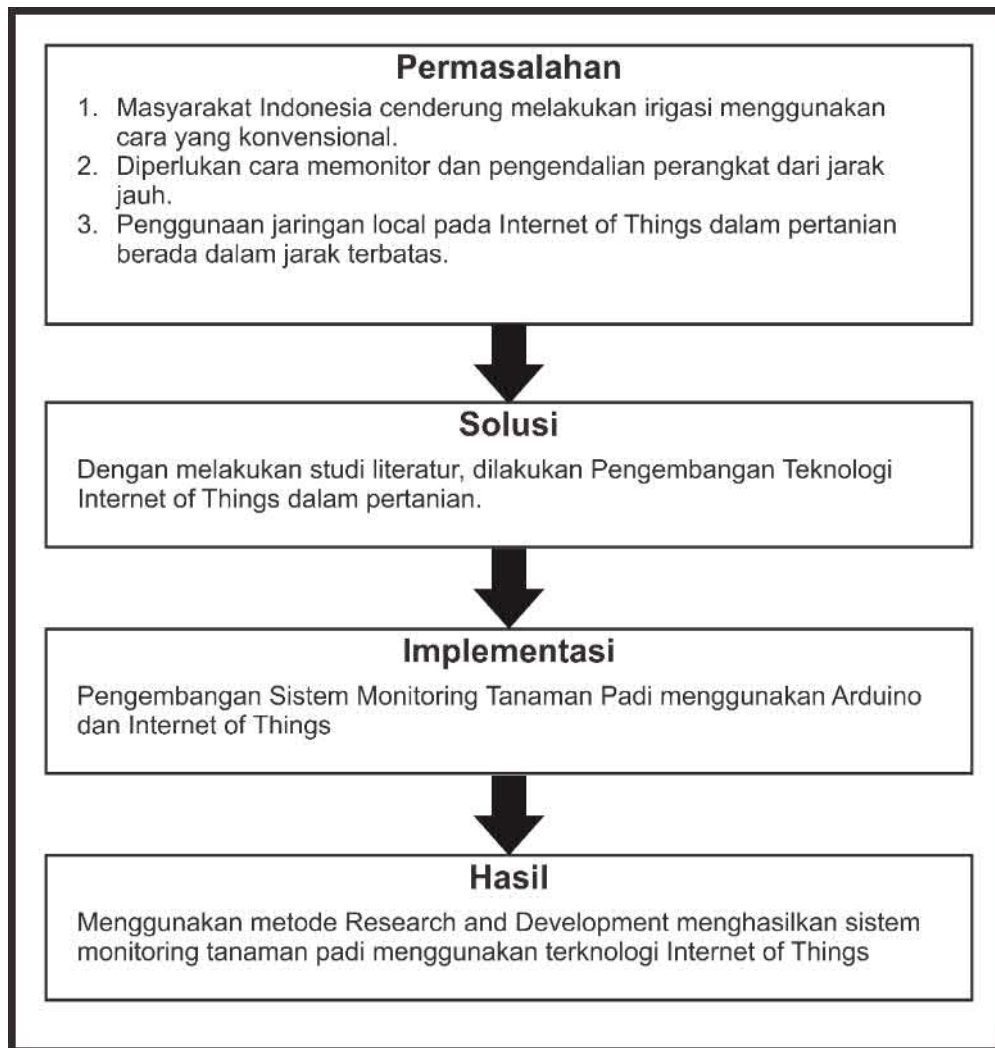 Permasalahan
1. Masyarakat Indonesia cenderung melakukan irigasi menggunakan
cara yang konvensional.
2. Diperlukan cara memonitor dan pengendalian perangkat dari jarak
jauh.
3. Penggunaan jaringan local pada Internet of Things dalam pertanian
berada dalam jarak terbatas.
Solusi
Dengan melakukan studi literatur, dilakukan Pengembangan Teknologi
Internet of Things dalam pertanian.
Implementasi
Pengembangan Sistem Monitoring Tanaman Padi menggunakan Arduino
dan Internet of Things
Hasil
Menggunakan metode Research and Development menghasilkan sistem
monitoring tanaman padi menggunakan terknologi Internet of Things